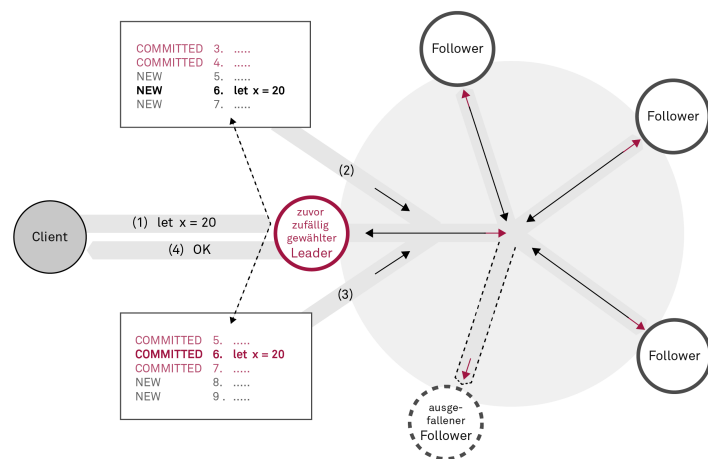 COMMITTED 3. .....
COMMITTED 4. .....
NEW 5. .....
NEW 6. let x = 20
NEW 7. .....
Follower
Follower
(2)
Client
(1) let x = 20
(4) OK
zuvor
zufällig
gewählter
Leader
(3)
COMMITTED 5. .....
COMMITTED 6. let x = 20
COMMITTED 7. .....
NEW 8. .....
NEW 9 . .....
Follower
ausge-
fallener
Follower